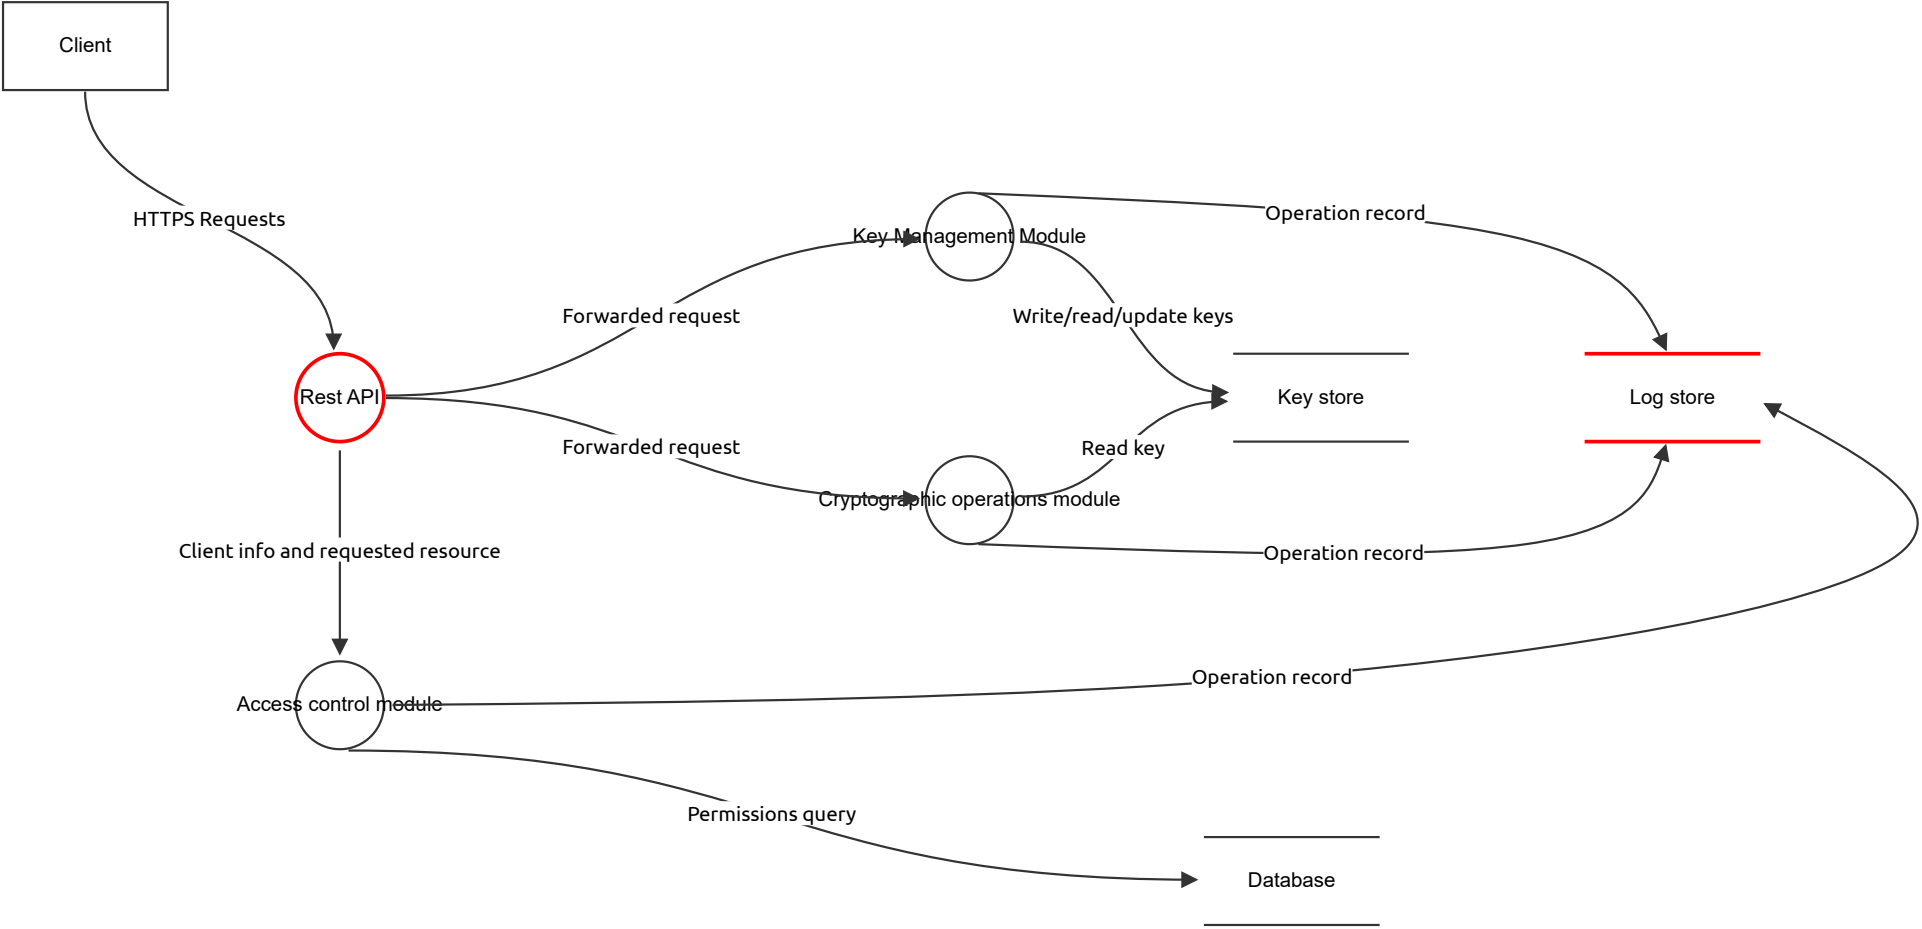 Client
HTTPS Requests
Operation record
Key Management Module
Forwarded request
Write/read/update keys
Rest API
Key store
Log store
Forwarded request
Read key
Cryptographic operations module
Client info and requested resource
Operation record
Operation record
Access control module
Permissions query
Database